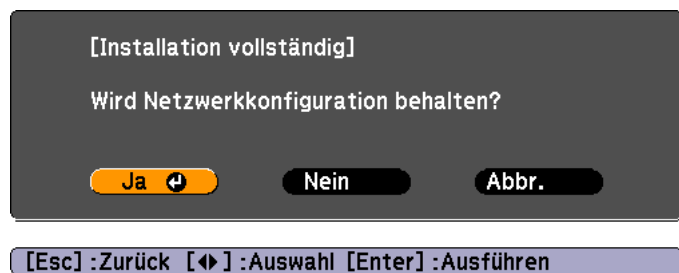 [Installation vollständig]
Wird Netzwerkkonfiguration behalten?
Ja Nein Abbr.
[Esc] :Zurück [◆] :Auswahl [Enter] :Ausführen